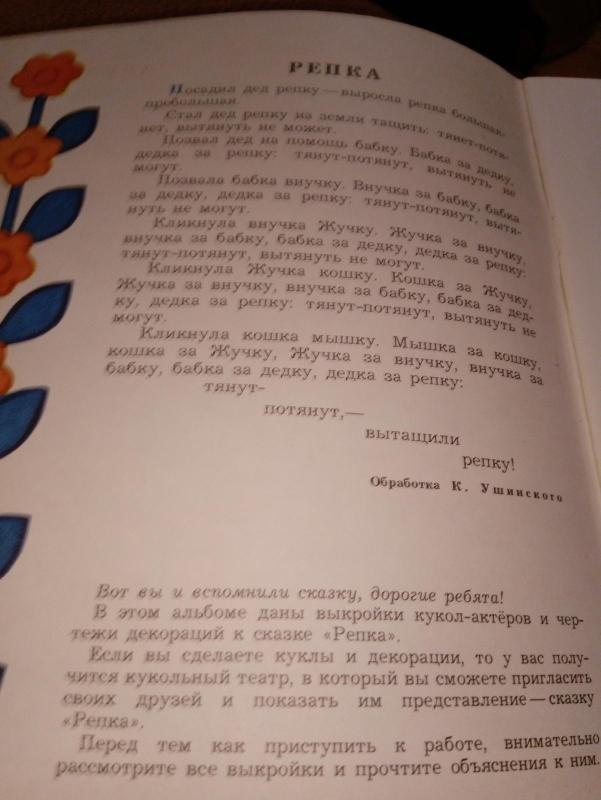 РЕПКА
Посадил дед репку — выросла репка большая-
пребольшая.
Стал дед репку из земли тащить: тянет-потя-
нет, вытянуть не может.
Позвал дед на помощь бабку. Бабка за дедку,
дедка за репку: тянут-потянут, вытянуть не
могут.
Позвала бабка внучку. Внучка за бабку, бабка
за дедку, дедка за репку: тянут-потянут, вытя-
нуть не могут.
Кликнула внучка Жучку. Жучка за внучку,
внучка за бабку, бабка за дедку, дедка за репку:
тянут-потянут, вытянуть не могут.
Кликнула Жучка кошку. Кошка за Жучку,
Жучка за внучку, внучка за бабку, бабка за дед-
ку, дедка за репку: тянут-потянут, вытянуть не
могут.
Кликнула кошка мышку. Мышка за кошку,
кошка за Жучку, Жучка за внучку, внучка за
бабку, бабка за дедку, дедка за репку:
тянут-
потянут,—
вытащили
репку!
Обработка К. Ушинского
Вот вы и вспомнили сказку, дорогие ребята!
В этом альбоме даны выкройки кукол-актёров и чер-
тежи декораций к сказке «Репка».
Если вы сделаете куклы и декорации, то у вас полу-
чится кукольный театр, в который вы сможете пригласить
своих друзей и показать им представление — сказку
«Репка».
Перед тем как приступить к работе, внимательно
рассмотрите все выкройки и прочтите объяснения к ним.